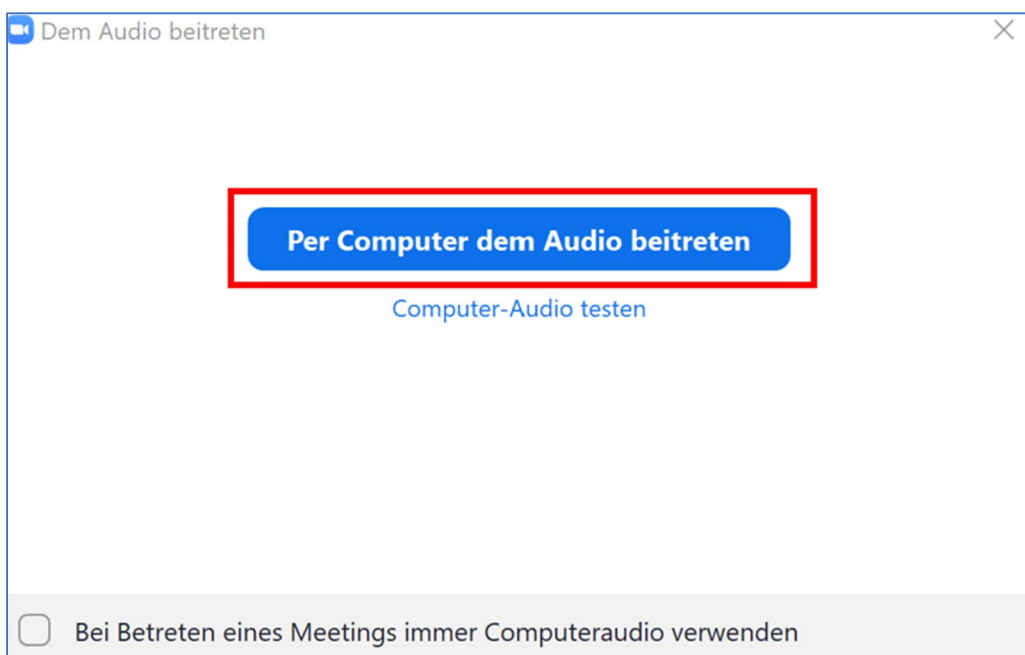 Dem Audio beitreten
Per Computer dem Audio beitreten
Computer-Audio testen
Bei Betreten eines Meetings immer Computeraudio verwenden